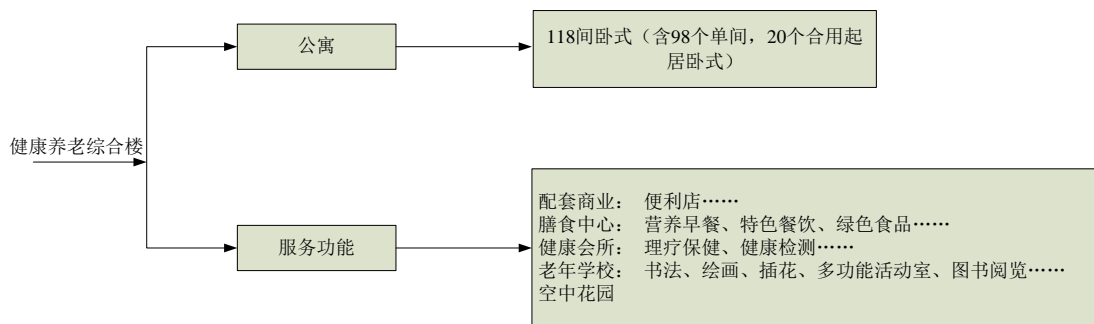 健康养老综合楼
公寓
118间卧式（含98个单间，20个合用起
居卧式）
服务功能
配套商业： 便利店……
膳食中心： 营养早餐、特色餐饮、绿色食品……
健康会所： 理疗保健、健康检测……
老年学校： 书法、绘画、插花、多功能活动室、图书阅览……
空中花园